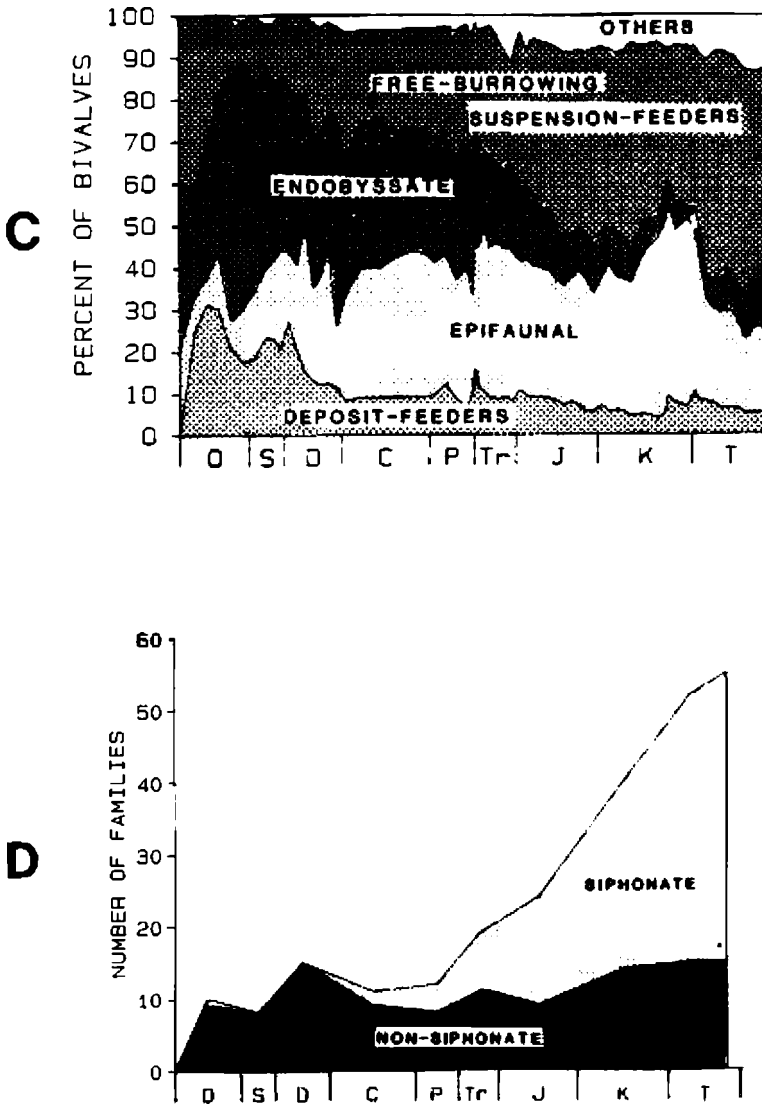 C
PERCENT OF BIVALVES
100
90
80
70
60
50
40
30
20
10
0
OTHERS
FREE-BURROWING
SUSPENSION-FEEDERS
ENDOBYSSATE
EPIFAUNAL
DEPOSIT-FEEDERS
O S D C P Tr J K T
D
NUMBER OF FAMILIES
60
50
40
30
20
10
0
SIPHONATE
NON-SIPHONATE
O S D C P Tr J K T